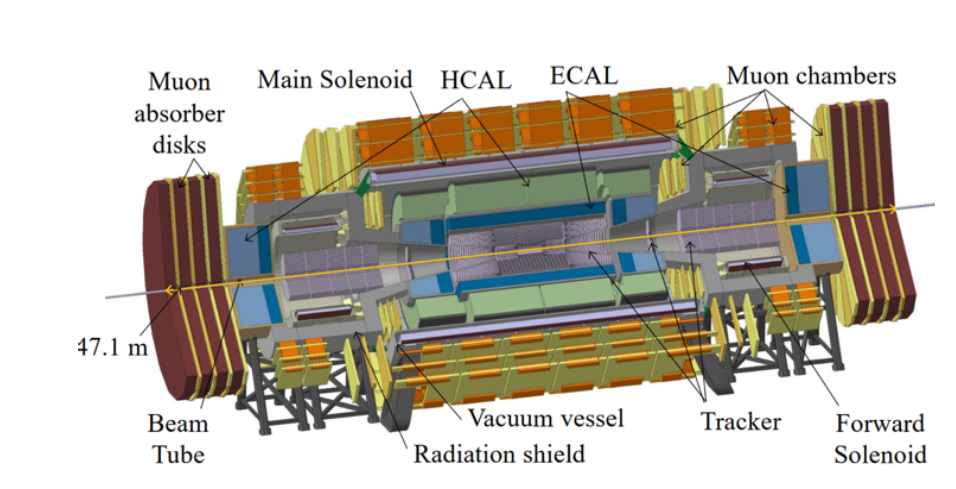 Muon
absorber
disks
Main Solenoid
HCAL
ECAL
Muon chambers
47.1 m
Beam
Tube
Vacuum vessel
Radiation shield
Tracker
Forward
Solenoid